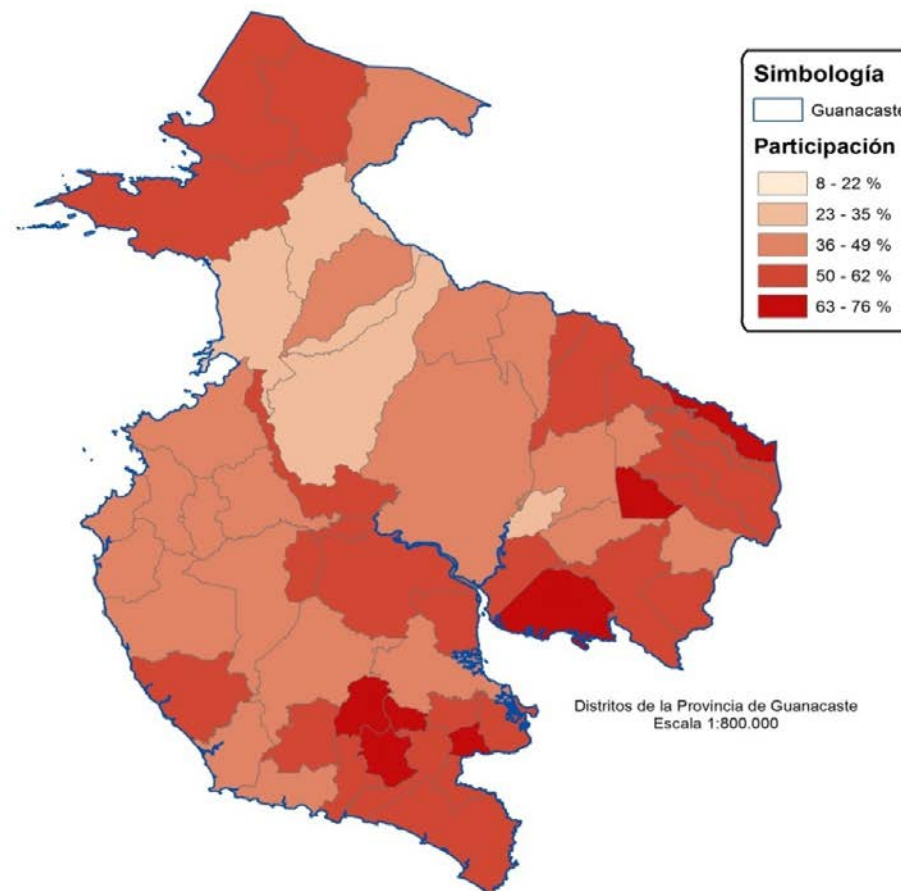 Simbología
Guanacaste
Participación
8 - 22 %
23 - 35 %
36 - 49 %
50 - 62 %
63 - 76 %
Distritos de la Provincia de Guanacaste
Escala 1:800.000